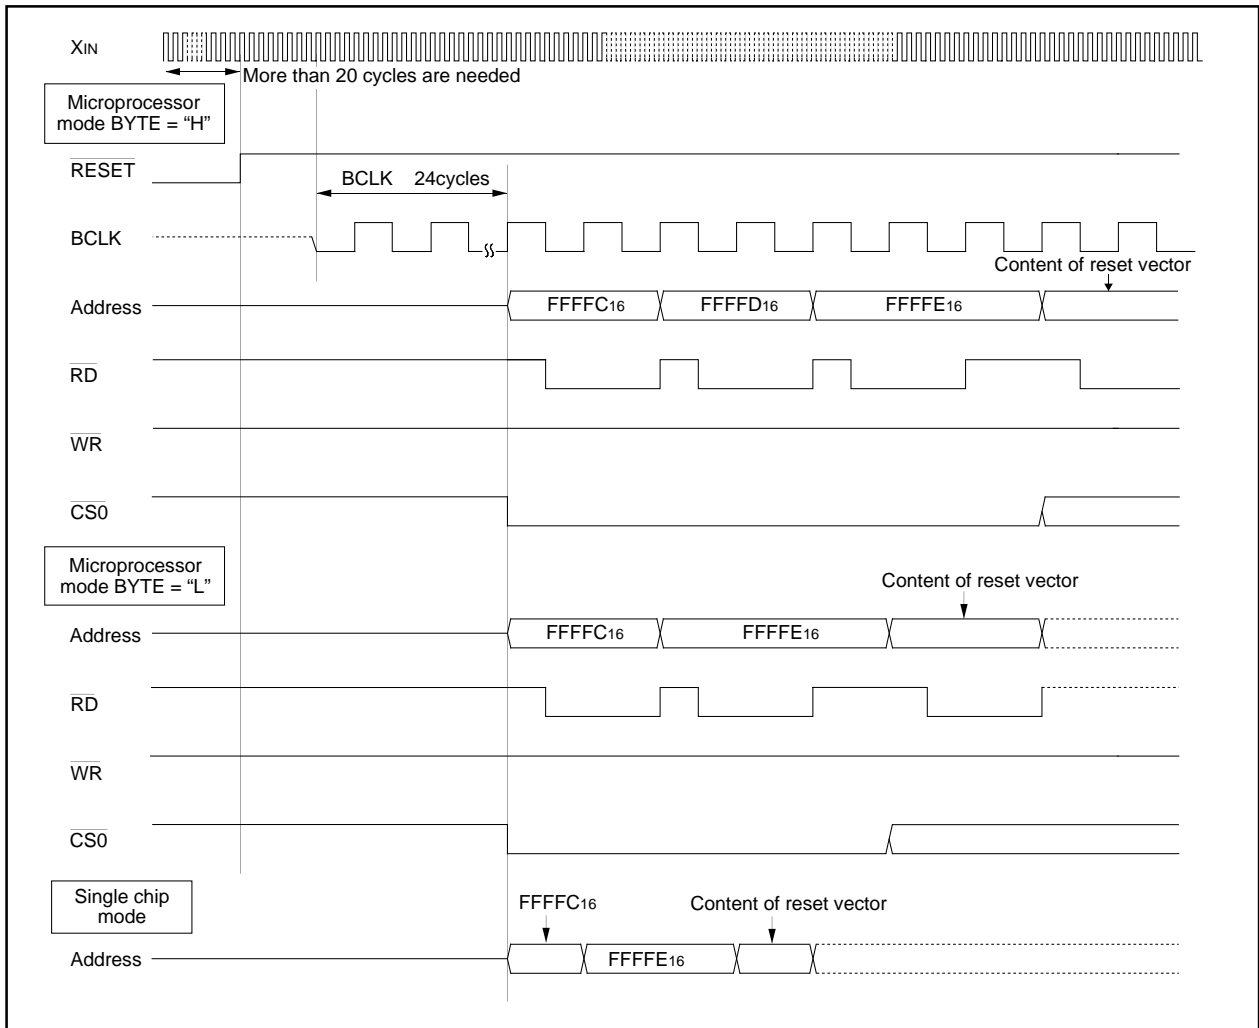 XIN
More than 20 cycles are needed
Microprocessor
mode BYTE = “H”
RESET
BCLK 24cycles
BCLK
Content of reset vector
Address
FFFFC16
FFFFD16
FFFFE16
RD
WR
CS0
Microprocessor
mode BYTE = “L”
Content of reset vector
Address
FFFFC16
FFFFE16
RD
WR
CS0
Single chip
mode
FFFFC16
Content of reset vector
Address
FFFFE16